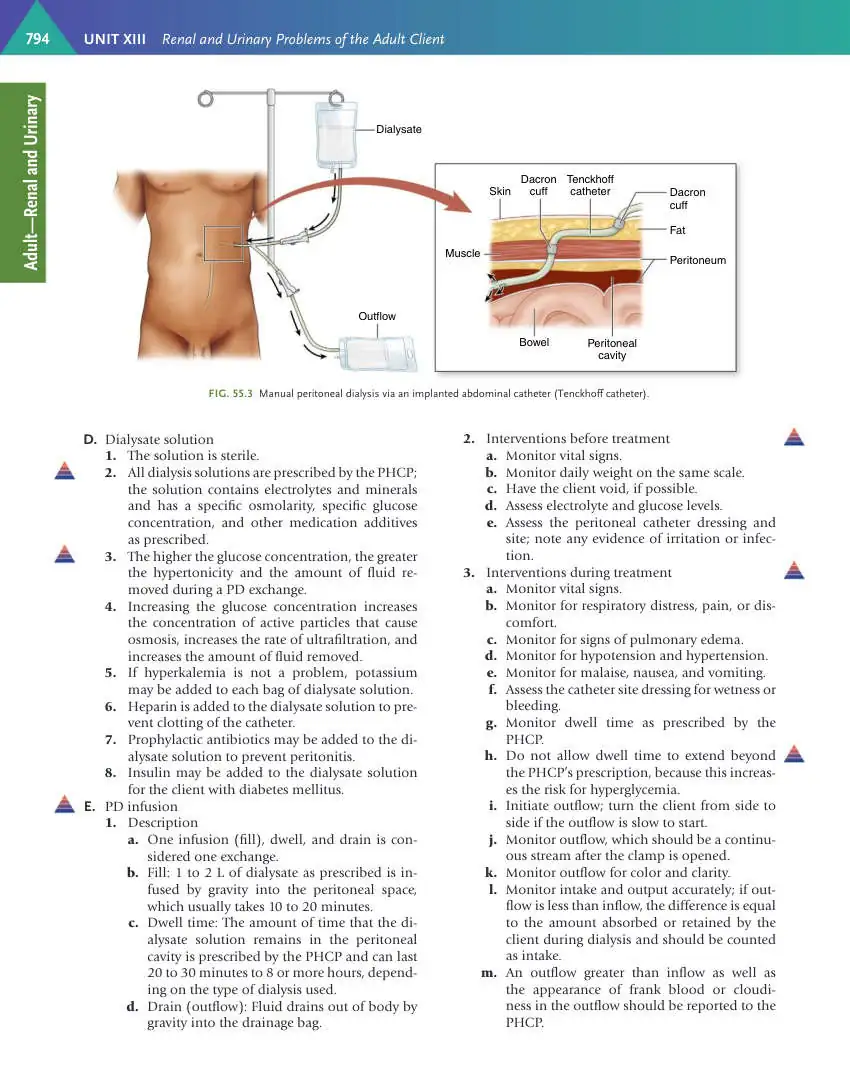 794
UNIT XIII Renal and Urinary Problems of the Adult Client
Adult—Renal and Urinary
Dialysate
Outflow
Skin
Dacron
cuff
Tenckhoff
catheter
Dacron
cuff
Fat
Muscle
Peritoneum
Bowel
Peritoneal
cavity
FIG. 55.3 Manual peritoneal dialysis via an implanted abdominal catheter (Tenckhoff catheter).
D. Dialysate solution
1. The solution is sterile.
2. All dialysis solutions are prescribed by the PHCP;
the solution contains electrolytes and minerals
and has a specific osmolarity, specific glucose
concentration, and other medication additives
as prescribed.
3. The higher the glucose concentration, the greater
the hypertonicity and the amount of fluid re-
moved during a PD exchange.
4. Increasing the glucose concentration increases
the concentration of active particles that cause
osmosis, increases the rate of ultrafiltration, and
increases the amount of fluid removed.
5. If hyperkalemia is not a problem, potassium
may be added to each bag of dialysate solution.
6. Heparin is added to the dialysate solution to pre-
vent clotting of the catheter.
7. Prophylactic antibiotics may be added to the di-
alysate solution to prevent peritonitis.
8. Insulin may be added to the dialysate solution
for the client with diabetes mellitus.
E. PD infusion
1. Description
a. One infusion (fill), dwell, and drain is con-
sidered one exchange.
b. Fill: 1 to 2 L of dialysate as prescribed is in-
fused by gravity into the peritoneal space,
which usually takes 10 to 20 minutes.
c. Dwell time: The amount of time that the di-
alysate solution remains in the peritoneal
cavity is prescribed by the PHCP and can last
20 to 30 minutes to 8 or more hours, depend-
ing on the type of dialysis used.
d. Drain (outflow): Fluid drains out of body by
gravity into the drainage bag.
2. Interventions before treatment
a. Monitor vital signs.
b. Monitor daily weight on the same scale.
c. Have the client void, if possible.
d. Assess electrolyte and glucose levels.
e. Assess the peritoneal catheter dressing and
site; note any evidence of irritation or infec-
tion.
3. Interventions during treatment
a. Monitor vital signs.
b. Monitor for respiratory distress, pain, or dis-
comfort.
c. Monitor for signs of pulmonary edema.
d. Monitor for hypotension and hypertension.
e. Monitor for malaise, nausea, and vomiting.
f. Assess the catheter site dressing for wetness or
bleeding.
g. Monitor dwell time as prescribed by the
PHCP.
h. Do not allow dwell time to extend beyond
the PHCP’s prescription, because this increas-
es the risk for hyperglycemia.
i. Initiate outflow; turn the client from side to
side if the outflow is slow to start.
j. Monitor outflow, which should be a continu-
ous stream after the clamp is opened.
k. Monitor outflow for color and clarity.
l. Monitor intake and output accurately; if out-
flow is less than inflow, the difference is equal
to the amount absorbed or retained by the
client during dialysis and should be counted
as intake.
m. An outflow greater than inflow as well as
the appearance of frank blood or cloudi-
ness in the outflow should be reported to the
PHCP.